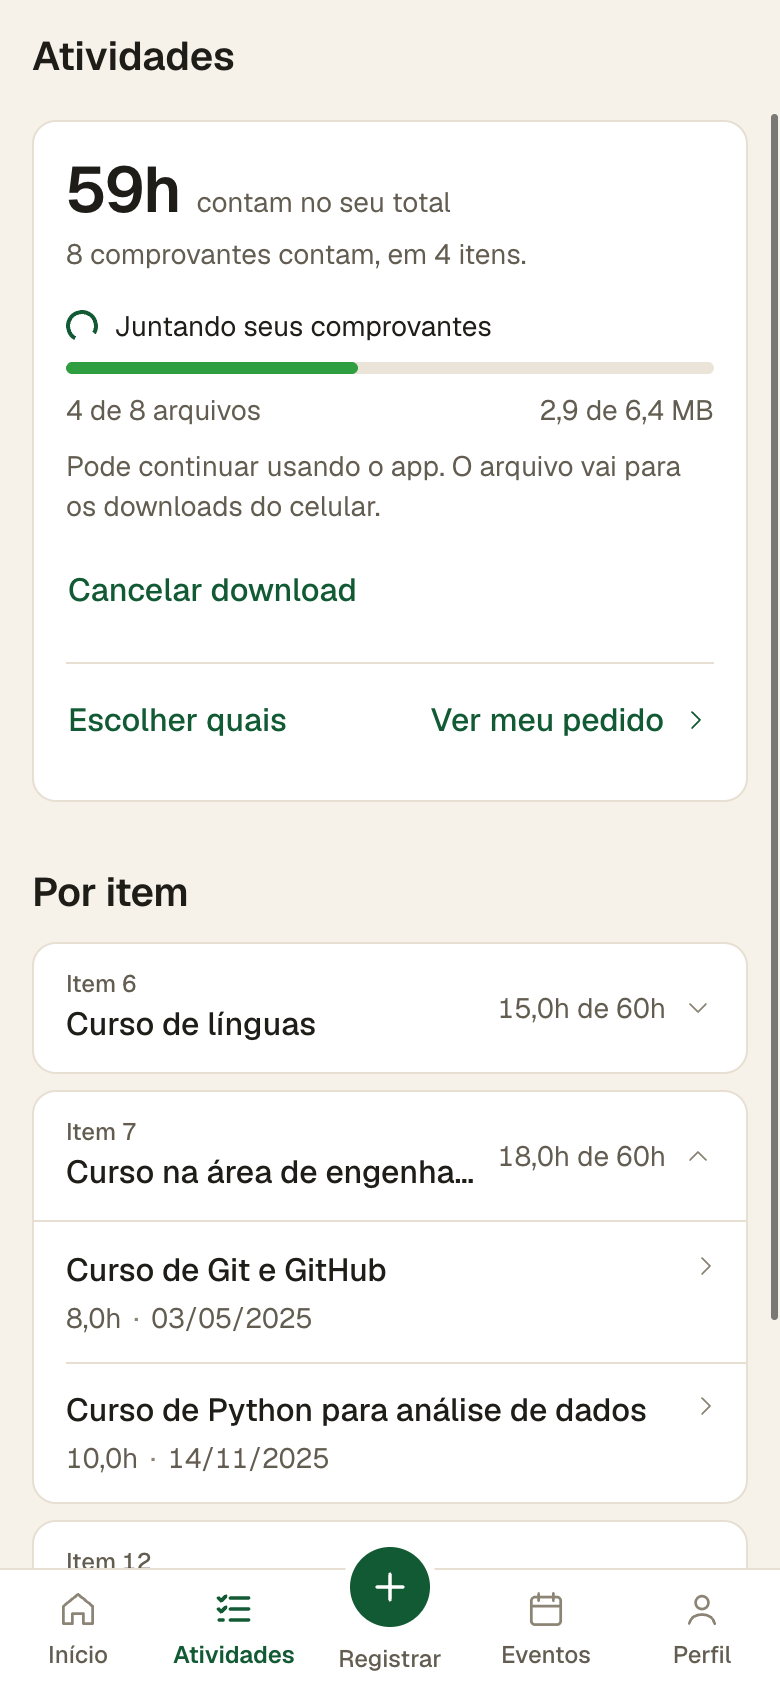 Atividades
59h contam no seu total
8 comprovantes contam, em 4 itens.
Juntando seus comprovantes
4 de 8 arquivos 2,9 de 6,4 MB
Pode continuar usando o app. O arquivo vai para
os downloads do celular.
Cancelar download
Escolher quais Ver meu pedido
Por item
Item 6
Curso de línguas 15,0h de 60h
Item 7
Curso na área de engenha... 18,0h de 60h
Curso de Git e GitHub
8,0h · 03/05/2025
Curso de Python para análise de dados
10,0h · 14/11/2025
Item 12
Início Atividades Registrar Eventos Perfil